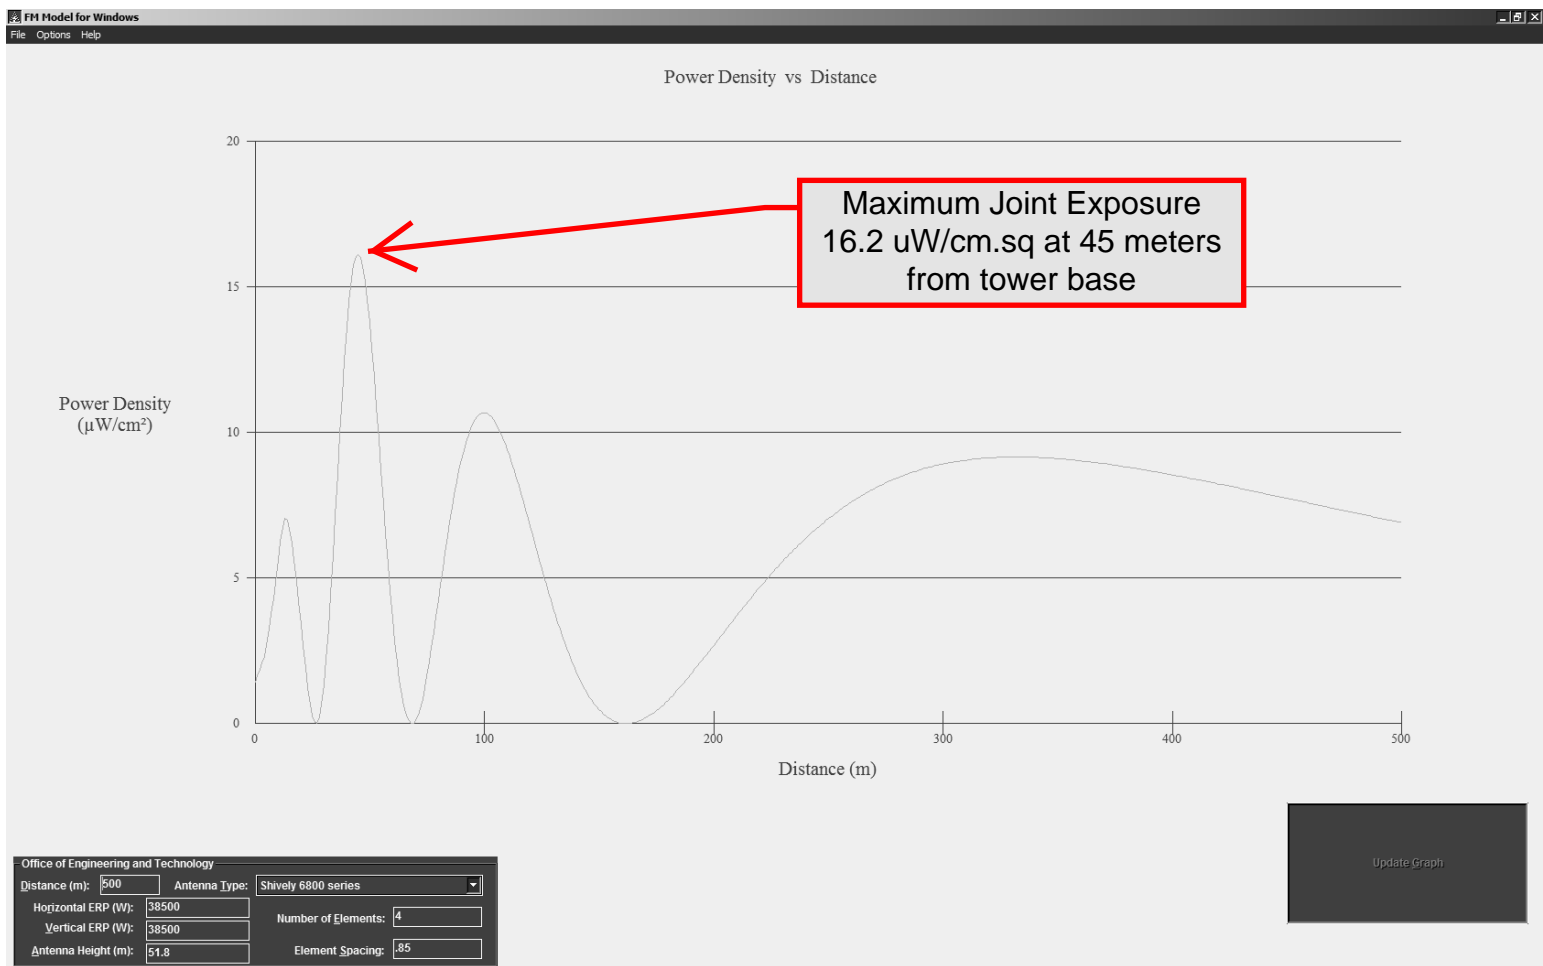 FM Model for Windows
File Options Help
Power Density vs Distance
20
15
10
5
0
Power Density
(µW/cm²)
Maximum Joint Exposure
16.2 uW/cm.sq at 45 meters
from tower base
0 100 200 300 400 500
Distance (m)
Update Graph
Office of Engineering and Technology
Distance (m): 500 Antenna Type: Shively 6800 series
Horizontal ERP (W): 38500
Vertical ERP (W): 38500
Antenna Height (m): 51.8
Number of Elements: 4
Element Spacing: .85